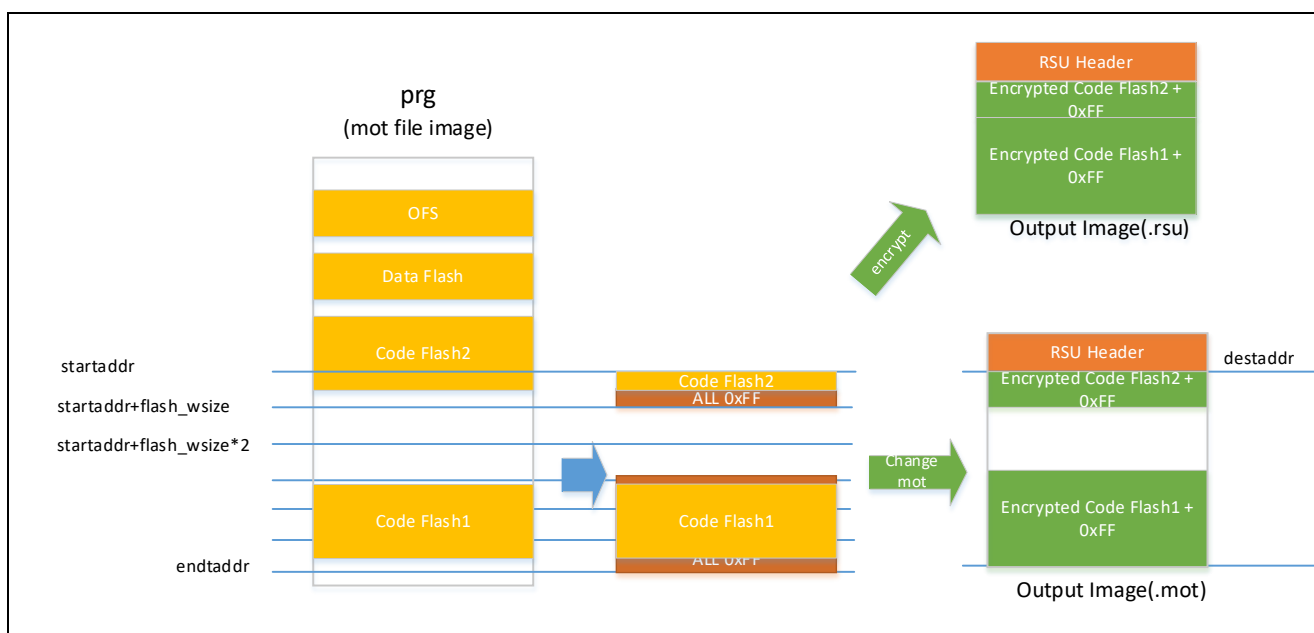 prg
(mot file image)
OFS
Data Flash
Code Flash2
Code Flash1
startaddr
startaddr+flash_wsize
startaddr+flash_wsize*2
endtaddr
Code Flash2
ALL 0xFF
Code Flash1
ALL 0xFF
encrypt
Change
mot
RSU Header
Encrypted Code Flash2 +
0xFF
Encrypted Code Flash1 +
0xFF
Output Image(.rsu)
RSU Header
destaddr
Encrypted Code Flash2 +
0xFF
Encrypted Code Flash1 +
0xFF
Output Image(.mot)